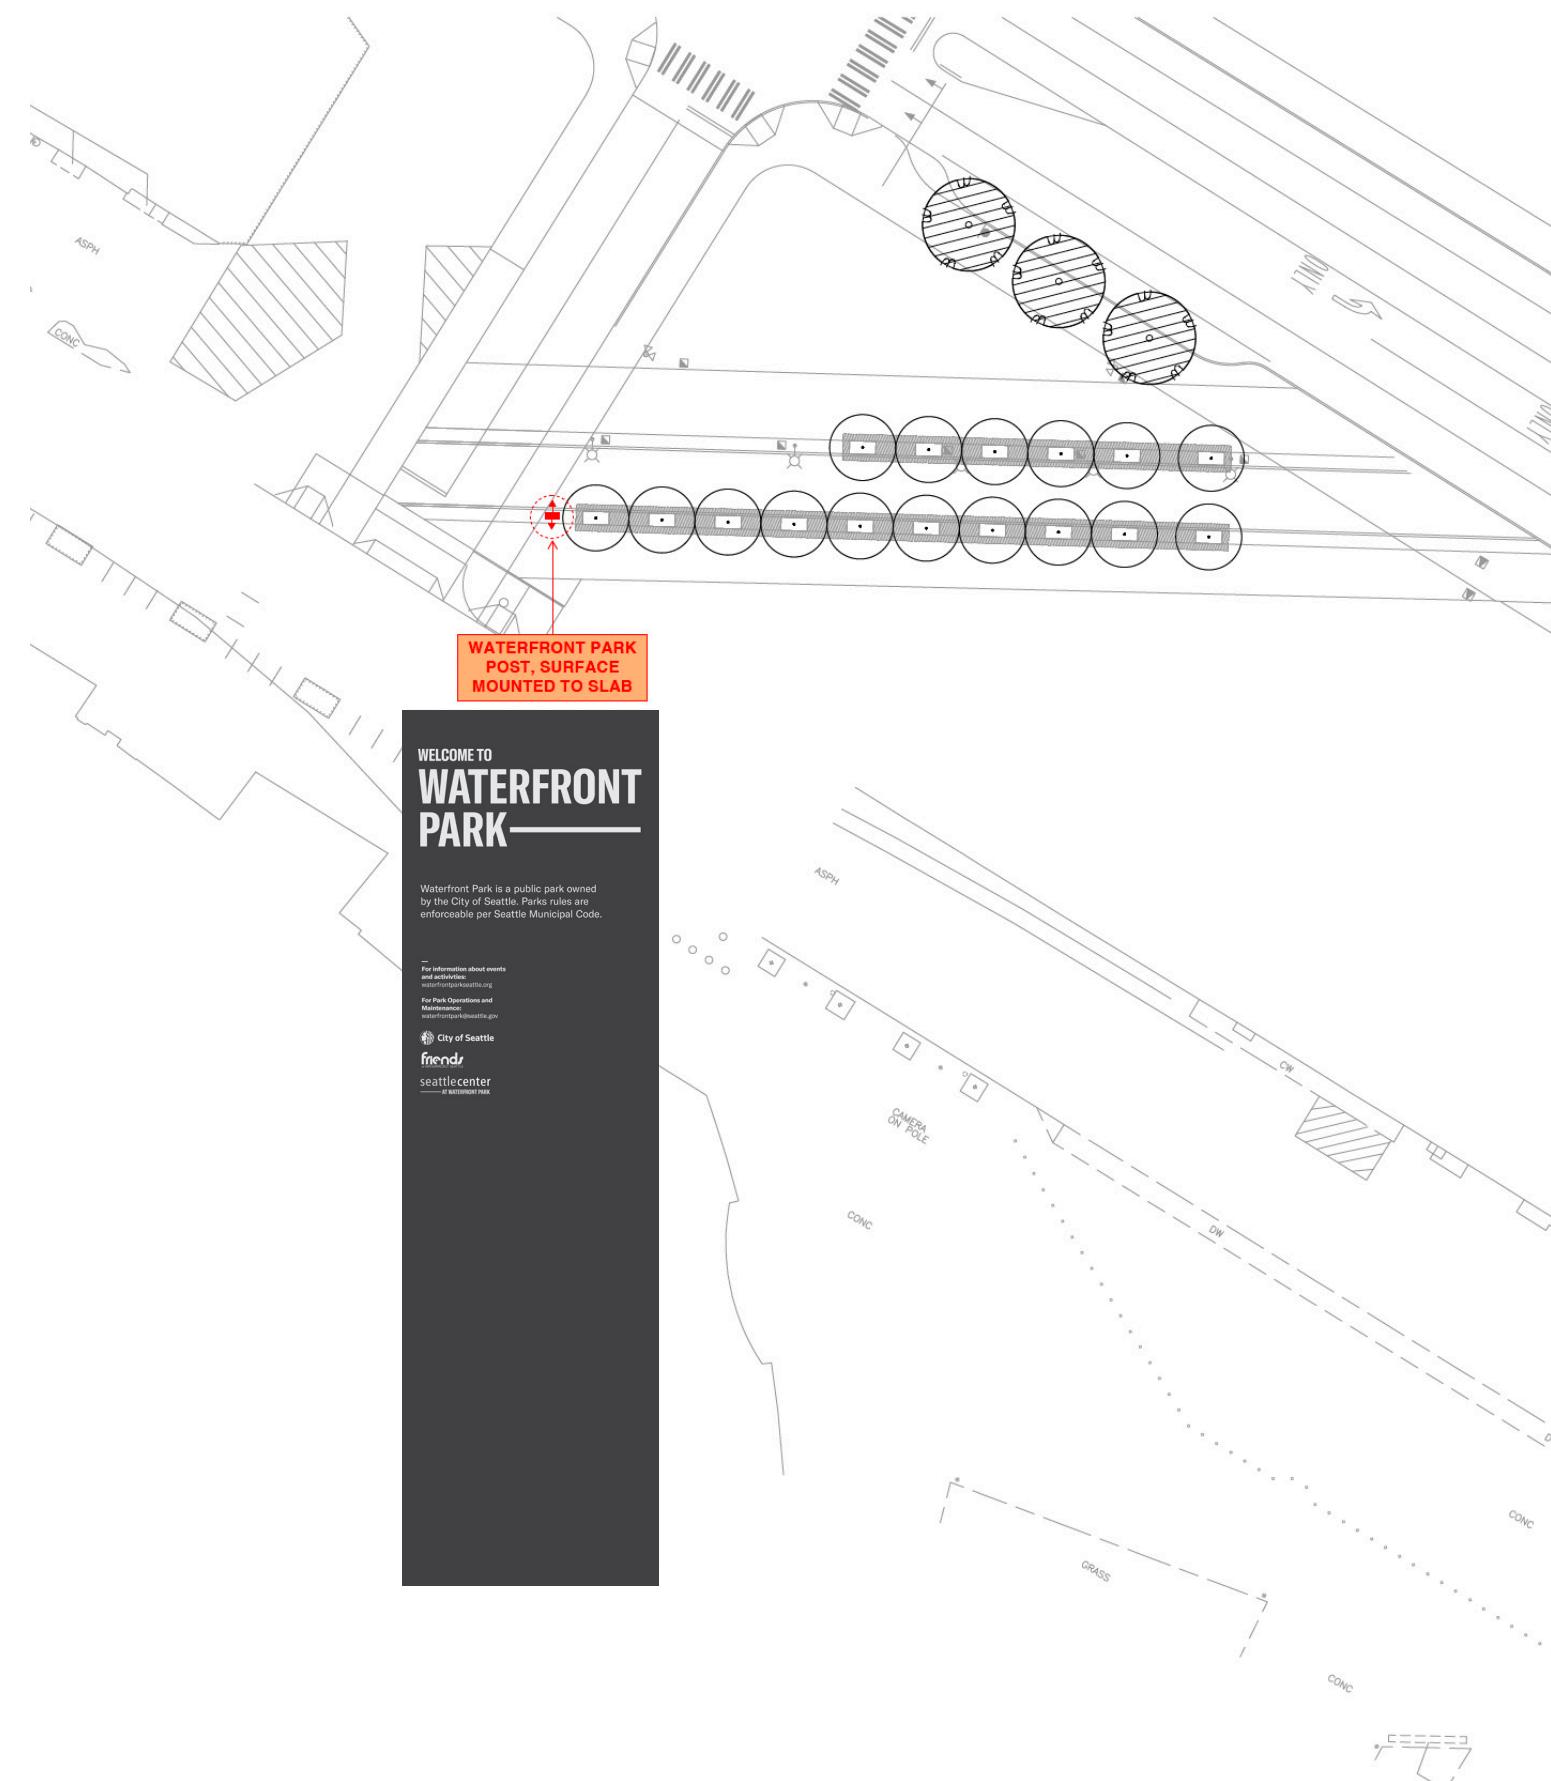 ASPH
CONC
ONLY
ONLY
WATERFRONT PARK
POST, SURFACE
MOUNTED TO SLAB
WELCOME TO
WATERFRONT
PARK
Waterfront Park is a public park owned
by the City of Seattle. Parks rules are
enforceable per Seattle Municipal Code.
For information about events
and activivties:
waterfrontparkseattle.org
For Park Operations and
Maintenance:
waterfrontpark@seattle.gov
City of Seattle
friends
seattlecenter
AT WATERFRONT PARK
ASPH
CW
CAMERA
ON POLE
CONC
DW
CONC
GRASS
CONC